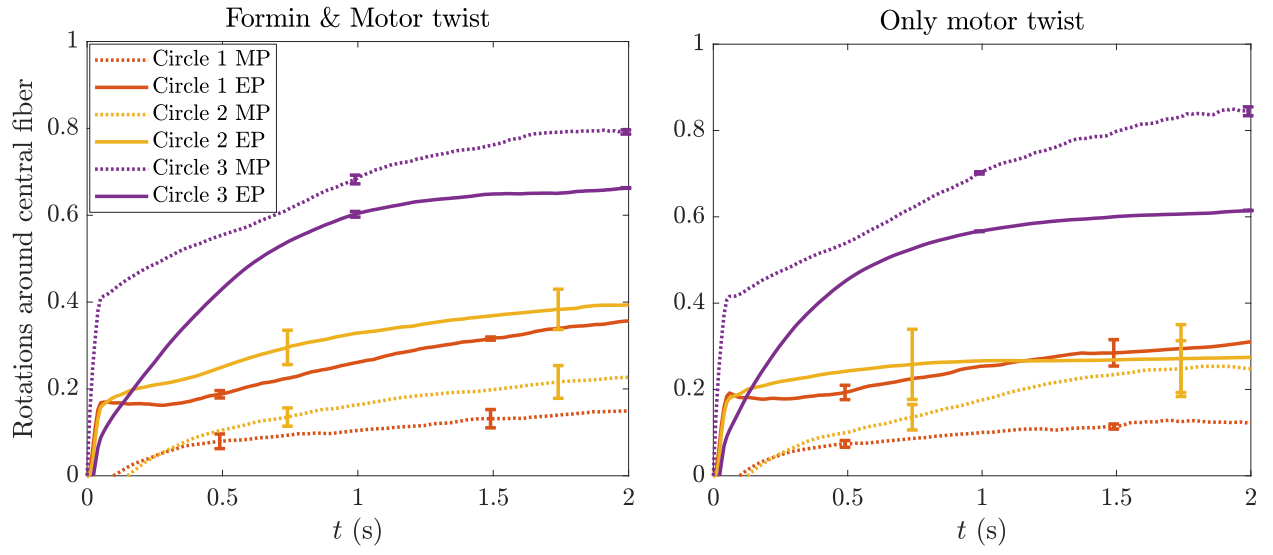 Formin & Motor twist
Rotations around central fiber
1
0.8
0.6
0.4
0.2
0
Circle 1 MP
Circle 1 EP
Circle 2 MP
Circle 2 EP
Circle 3 MP
Circle 3 EP
0
0.5
1
1.5
2
t (s)
Only motor twist
1
0.8
0.6
0.4
0.2
0
0
0.5
1
1.5
2
t (s)